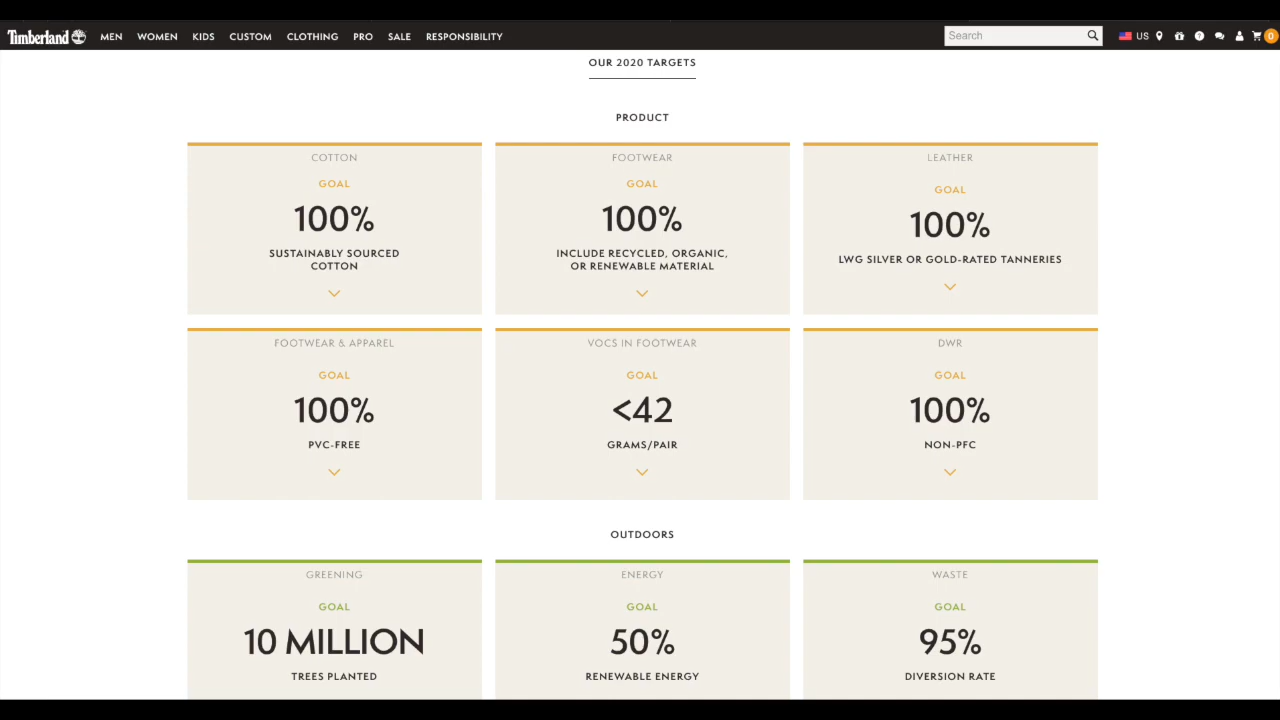 Timberland MEN WOMEN KIDS CUSTOM CLOTHING PRO SALE RESPONSIBILITY Search US 0
OUR 2020 TARGETS
PRODUCT
COTTON
GOAL
100%
SUSTAINABLY SOURCED
COTTON
FOOTWEAR
GOAL
100%
INCLUDE RECYCLED, ORGANIC,
OR RENEWABLE MATERIAL
LEATHER
GOAL
100%
LWG SILVER OR GOLD-RATED TANNERIES
FOOTWEAR & APPAREL
GOAL
100%
PVC-FREE
VOCS IN FOOTWEAR
GOAL
<42
GRAMS/PAIR
DWR
GOAL
100%
NON-PFC
OUTDOORS
GREENING
GOAL
10 MILLION
TREES PLANTED
ENERGY
GOAL
50%
RENEWABLE ENERGY
WASTE
GOAL
95%
DIVERSION RATE